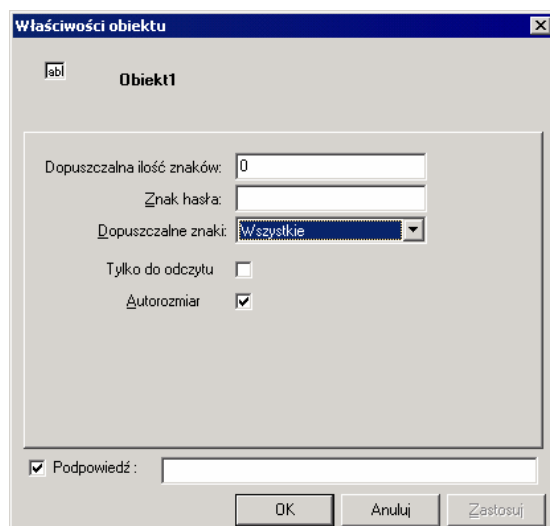 Właściwości obiektu
abl
Obiekt1
Dopuszczalna ilość znaków: 0
Znak hasła:
Dopuszczalne znaki: Wszystkie
Tylko do odczytu
Autorozmiar
Podpowiedź :
OK Anuluj Zastosuj